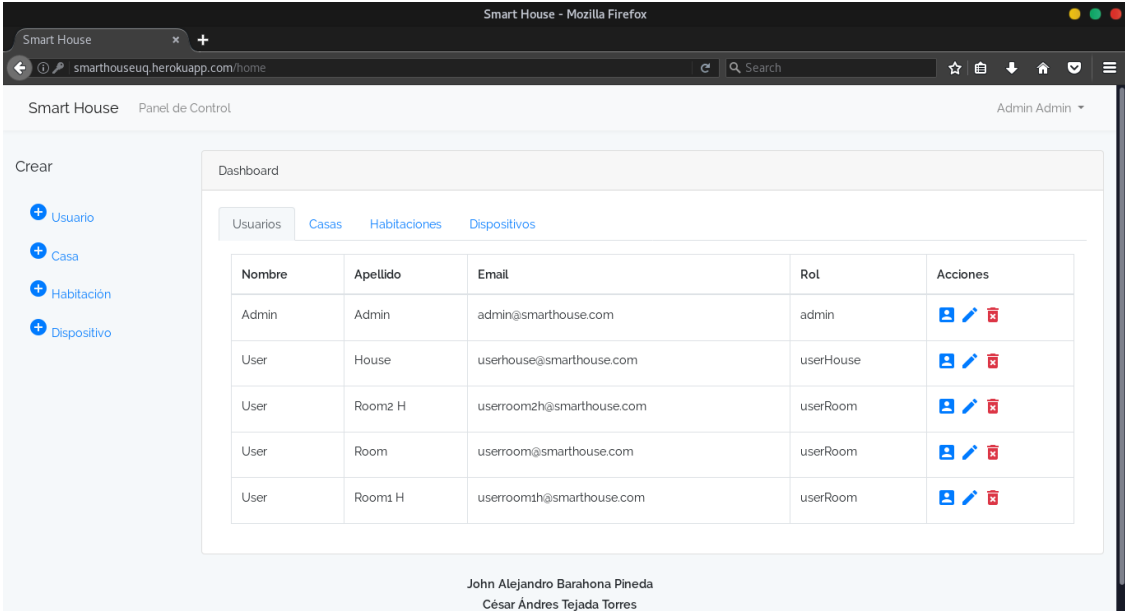 Smart House - Mozilla Firefox
Smart House × +
smarthouseuq.herokuapp.com/home Search
Smart House Panel de Control Admin Admin
Crear
Usuario
Casa
Habitación
Dispositivo
Dashboard
Usuarios Casas Habitaciones Dispositivos
Nombre Apellido Email Rol Acciones
Admin Admin admin@smarthouse.com admin
User House userhouse@smarthouse.com userHouse
User Room2 H userroom2h@smarthouse.com userRoom
User Room userroom@smarthouse.com userRoom
User Room1 H userroom1h@smarthouse.com userRoom
John Alejandro Barahona Pineda
César Ándres Tejada Torres